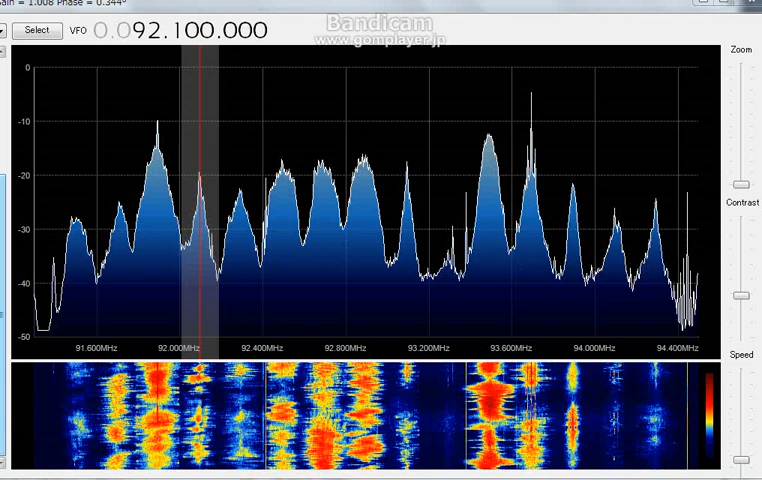 Gain = 1.008 Phase = 0.344°
Bandicam
www.gomplayer.jp
Select VFO 0.092.100.000
Zoom
0
-10
-20
-30
-40
-50
91.600MHz 92.000MHz 92.400MHz 92.800MHz 93.200MHz 93.600MHz 94.000MHz 94.400MHz
Contrast
Speed